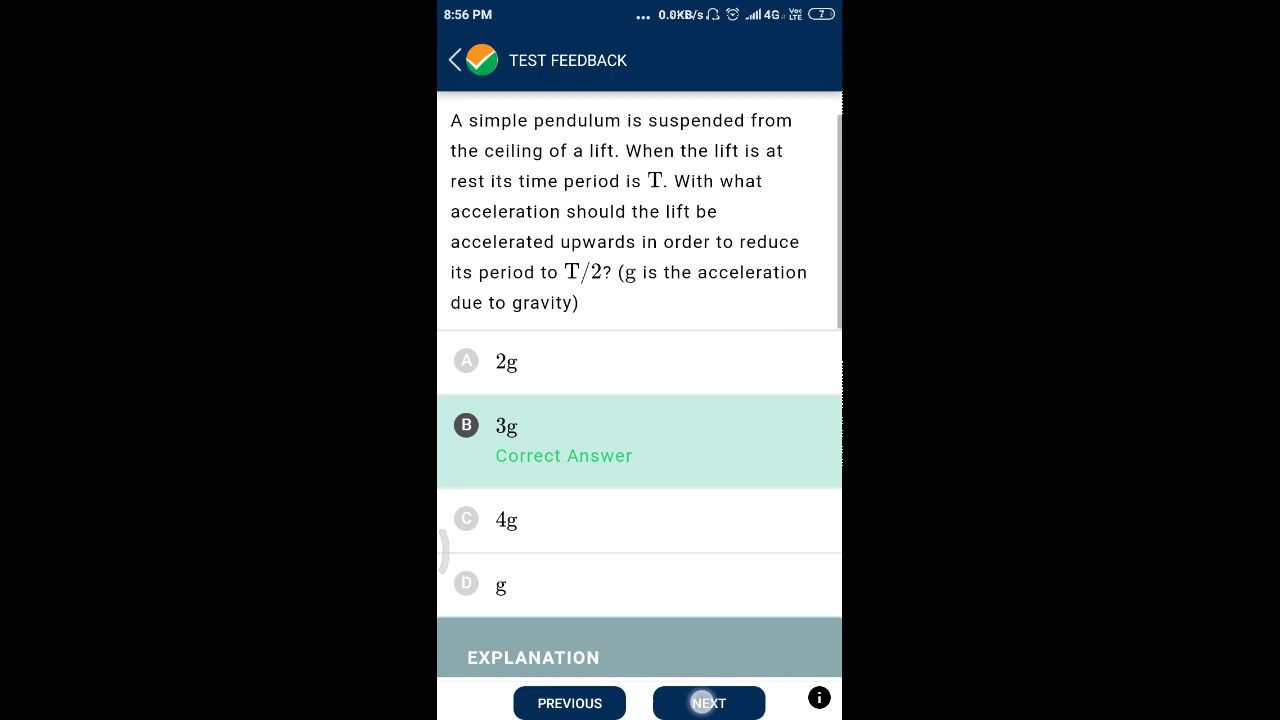 8:56 PM ... 0.0KB/s 4G Vo) LTE 7
TEST FEEDBACK
A simple pendulum is suspended from
the ceiling of a lift. When the lift is at
rest its time period is T. With what
acceleration should the lift be
accelerated upwards in order to reduce
its period to T/2? (g is the acceleration
due to gravity)
A 2g
B 3g
Correct Answer
C 4g
D g
EXPLANATION
PREVIOUS NEXT i